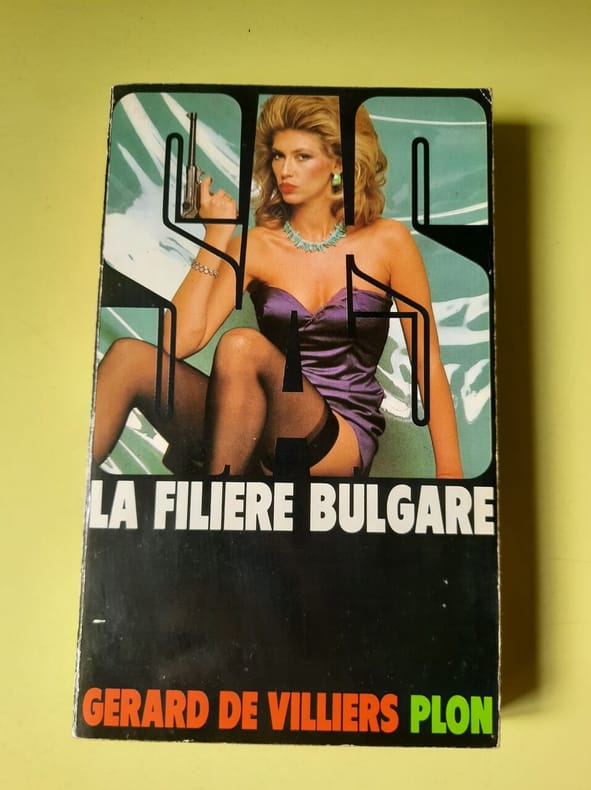 SAS
LA FILIERE BULGARE
GERARD DE VILLIERS PLON